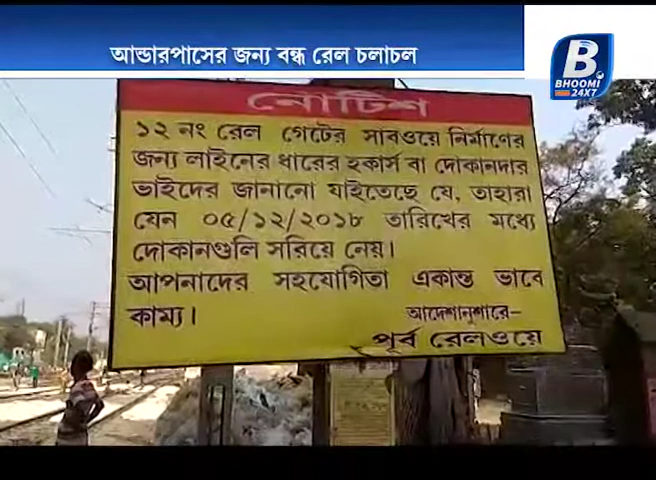 আন্ডারপাসের জন্য বন্ধ রেল চলাচল
B
BHOOMI
24X7
নোটিশ
১২ নং রেল গেটের সাবওয়ে নির্মাণের
জন্য লাইনের ধারের হকার্স বা দোকানদার
ভাইদের জানানো যাইতেছে যে, তাহারা
যেন ০৫/১২/২০১৮ তারিখের মধ্যে
দোকানগুলি সরিয়ে নেয়।
আপনাদের সহযোগিতা একান্ত ভাবে
কাম্য।
আদেশানুশারে-
পূর্ব রেলওয়ে